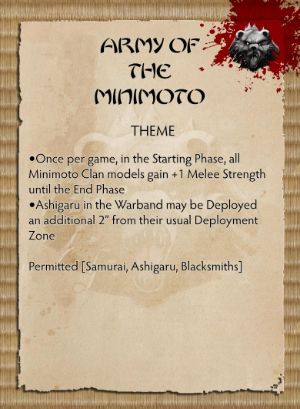 ARMY OF
THE
MINIMOTO
THEME
•Once per game, in the Starting Phase, all
Minimoto Clan models gain +1 Melee Strength
until the End Phase
•Ashigaru in the Warband may be Deployed
an additional 2" from their usual Deployment
Zone
Permitted [Samurai, Ashigaru, Blacksmiths]